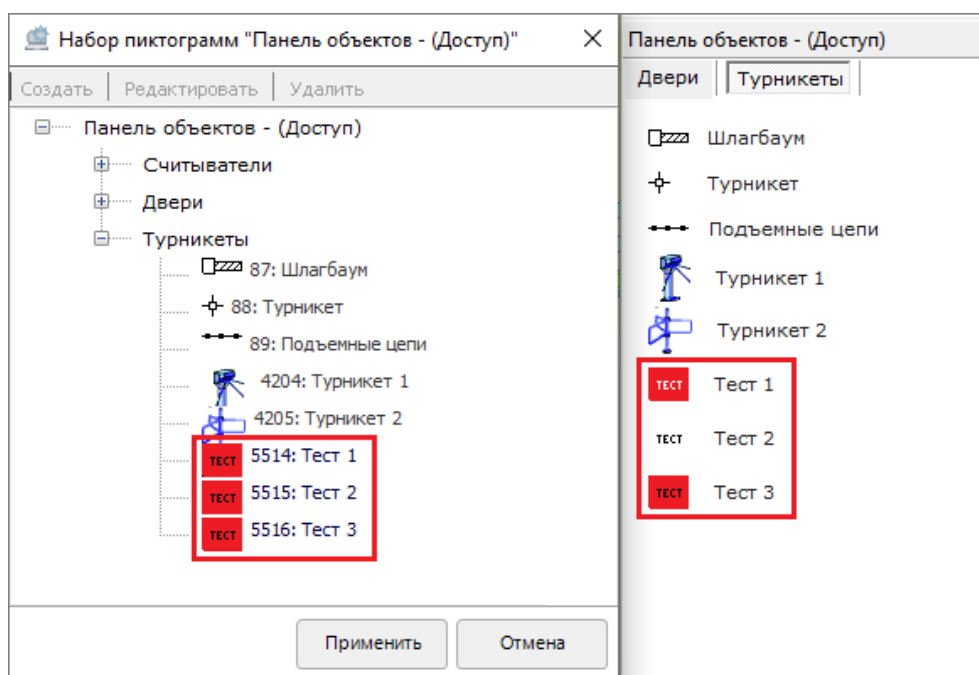 Набор пиктограмм "Панель объектов - (Доступ)"
Создать Редактировать Удалить
Панель объектов - (Доступ)
Считыватели
Двери
Турникеты
87: Шлагбаум
88: Турникет
89: Подъемные цепи
4204: Турникет 1
4205: Турникет 2
ТЕСТ 5514: Тест 1
ТЕСТ 5515: Тест 2
ТЕСТ 5516: Тест 3
Применить Отмена
Панель объектов - (Доступ)
Двери Турникеты
Шлагбаум
Турникет
Подъемные цепи
Турникет 1
Турникет 2
ТЕСТ Тест 1
ТЕСТ Тест 2
ТЕСТ Тест 3